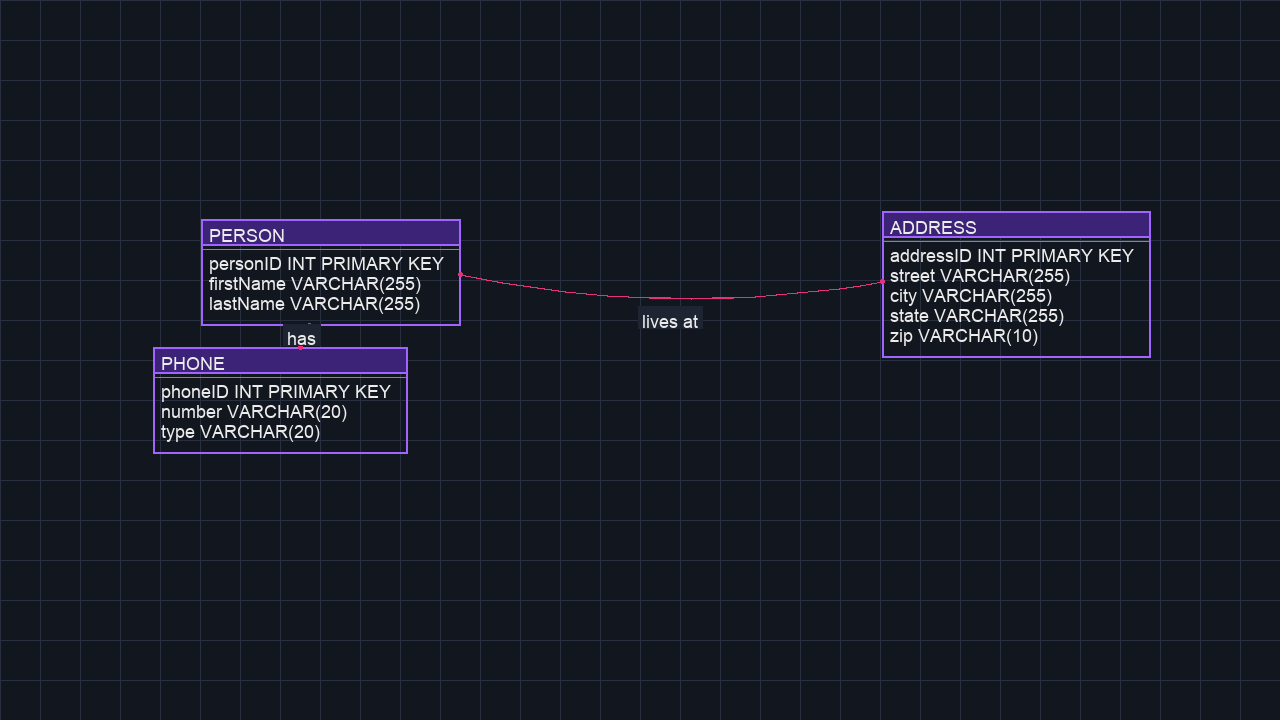 PERSON
personID INT PRIMARY KEY
firstName VARCHAR(255)
lastName VARCHAR(255)
has
PHONE
phoneID INT PRIMARY KEY
number VARCHAR(20)
type VARCHAR(20)
lives at
ADDRESS
addressID INT PRIMARY KEY
street VARCHAR(255)
city VARCHAR(255)
state VARCHAR(255)
zip VARCHAR(10)